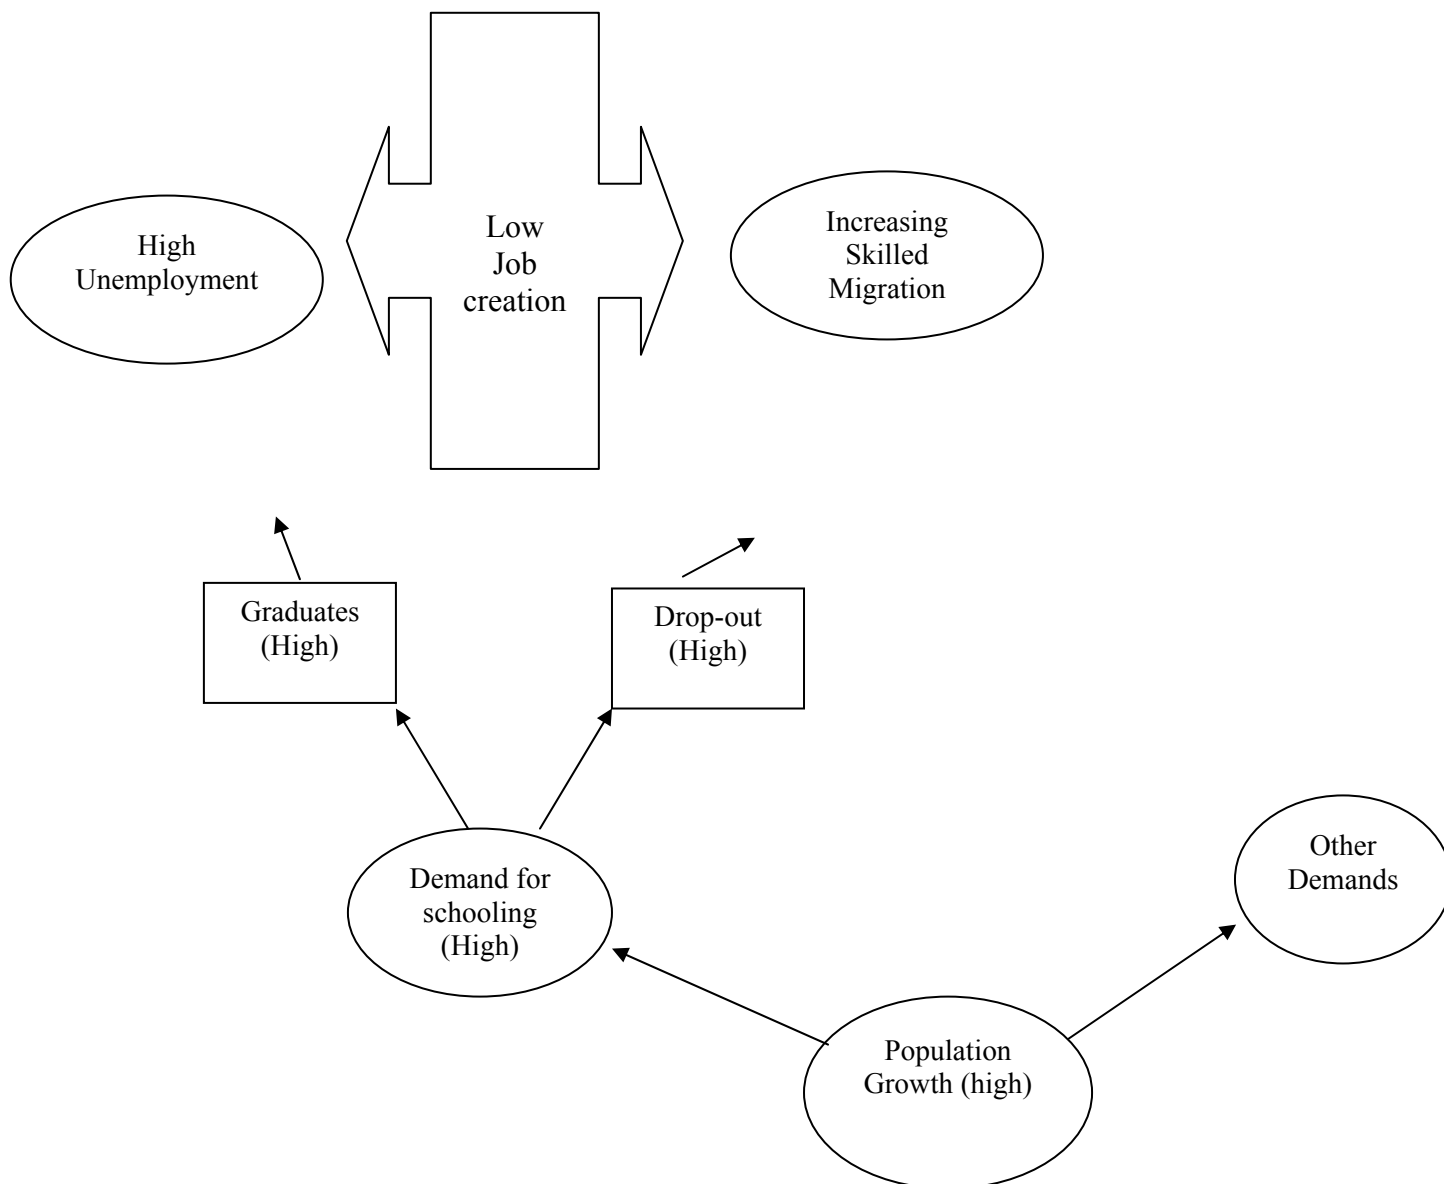 High
Unemployment
Low
Job
creation
Increasing
Skilled
Migration
Graduates
(High)
Drop-out
(High)
Demand for
schooling
(High)
Other
Demands
Population
Growth (high)